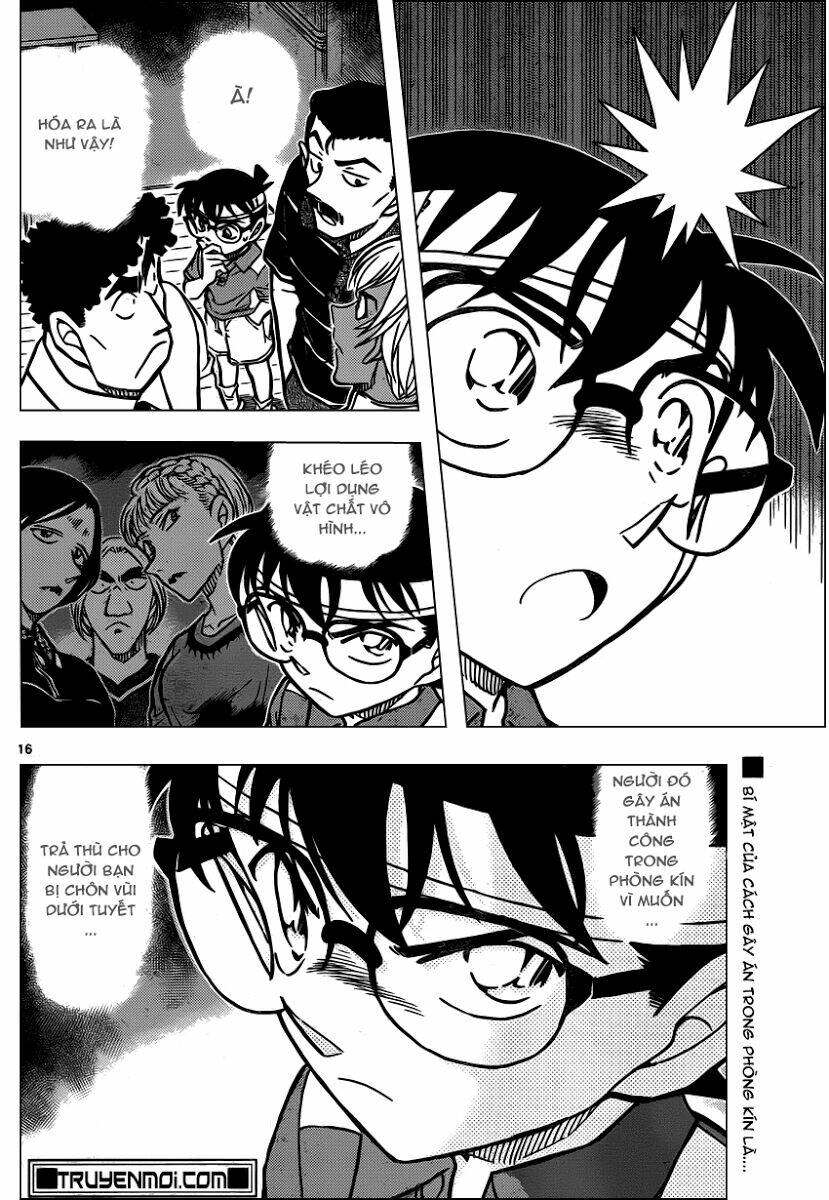 À!
HÓA RA LÀ
NHƯ VẬY!
KHÉO LÉO
LỢI DỤNG
VẬT CHẤT VÔ
HÌNH...
16
NGƯỜI ĐÓ
GÂY ÁN
THÀNH
CÔNG
TRONG
PHÒNG KÍN
VÌ MUỐN
...
TRẢ THÙ CHO
NGƯỜI BẠN
BỊ CHÔN VÙI
DƯỚI TUYẾT
...
BÍ MẬT CỦA CÁCH GÂY ÁN TRONG PHÒNG KÍN LÀ....
TRUYENMOI.COM